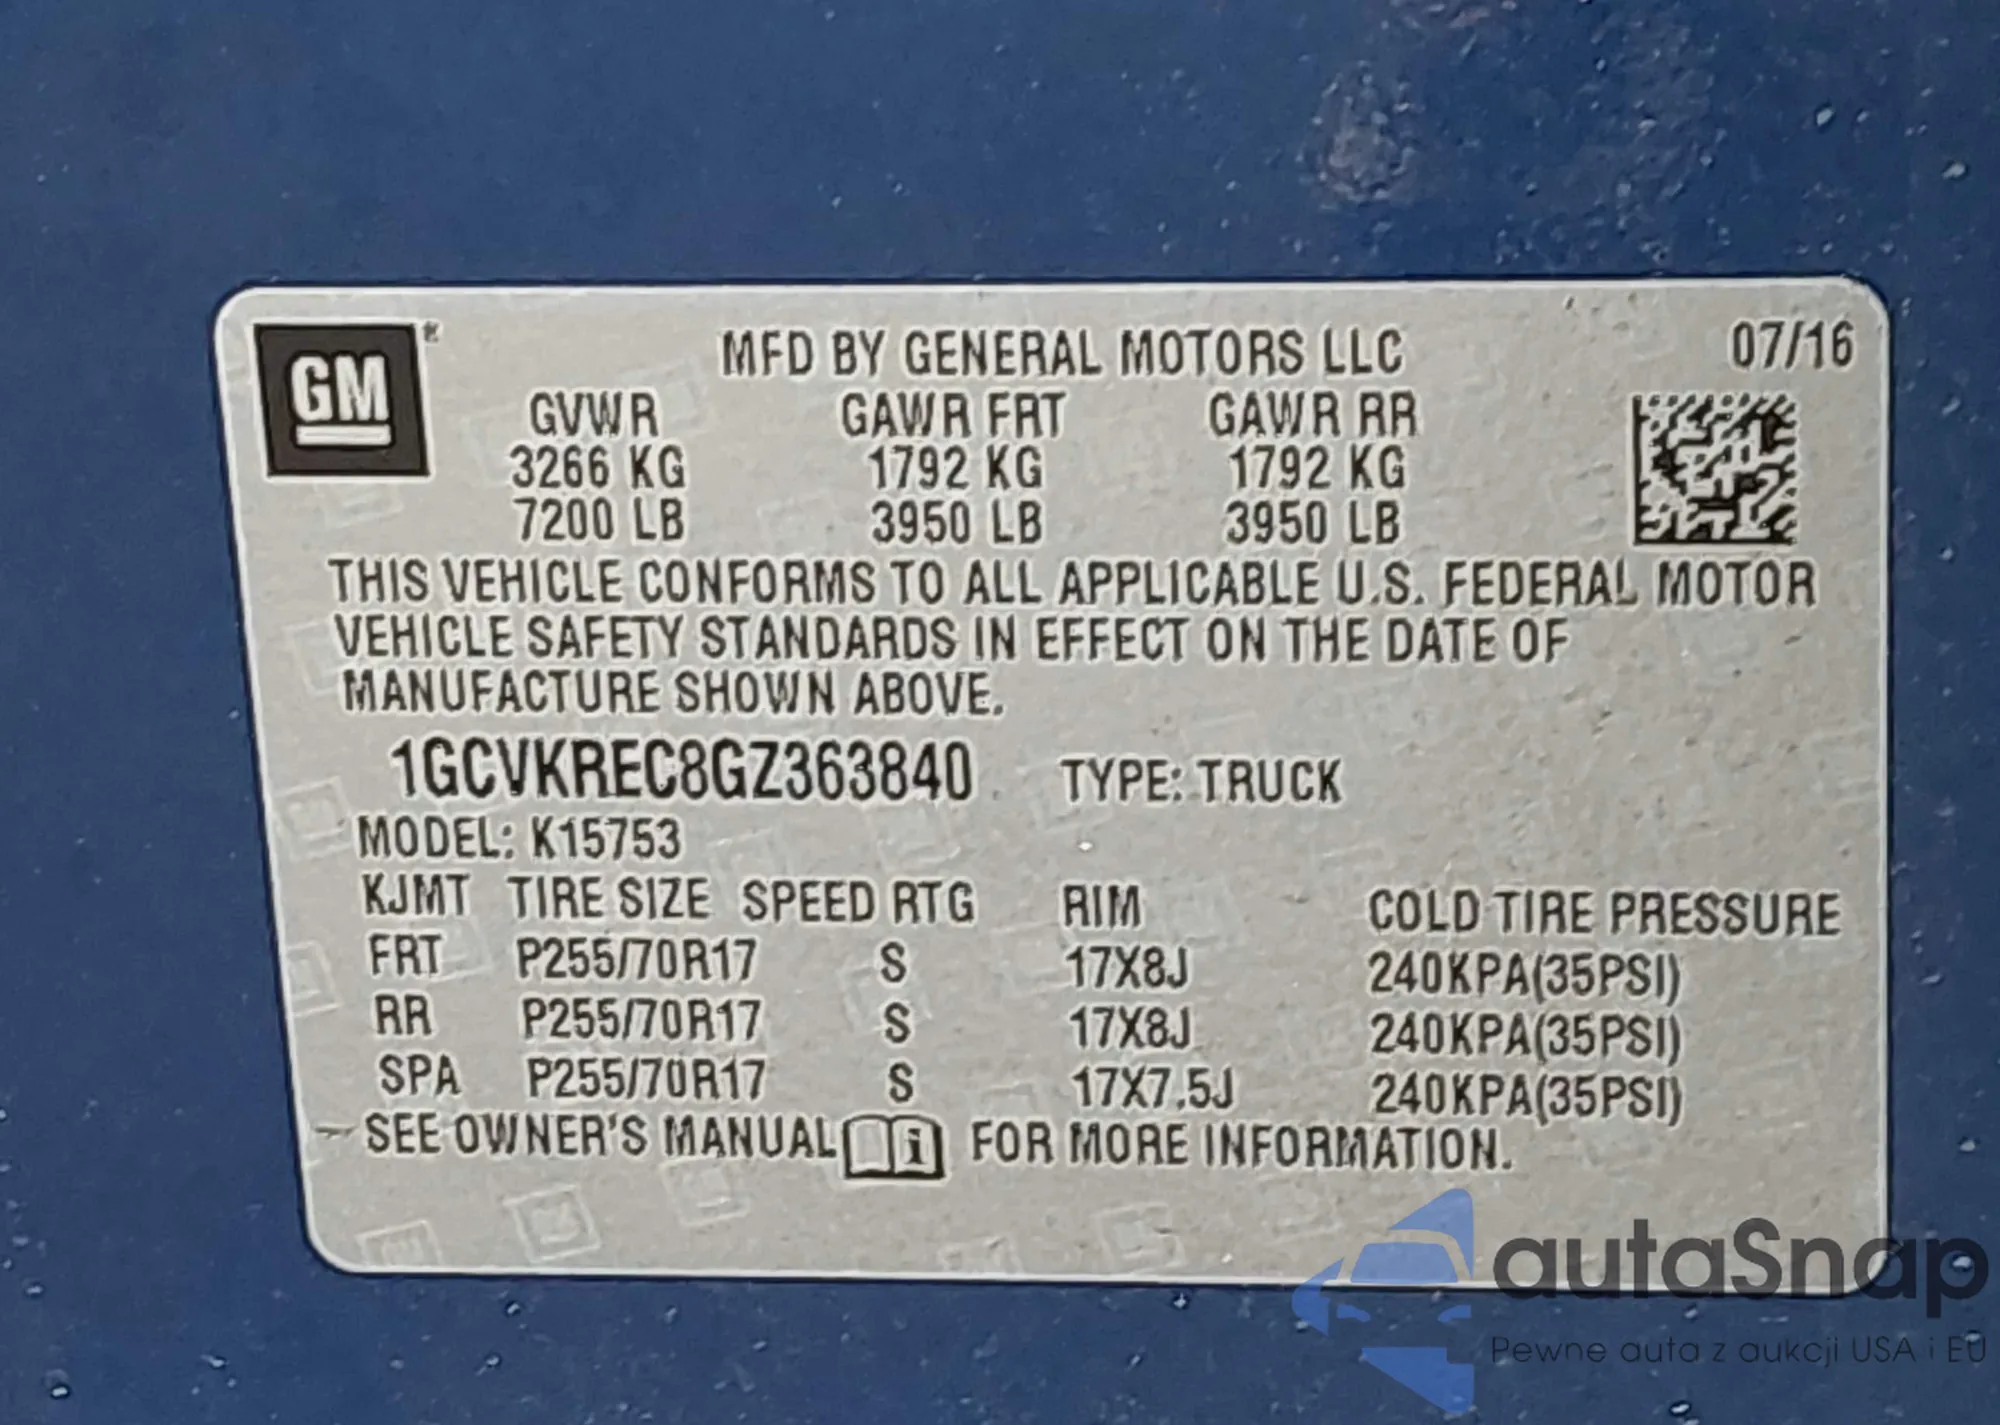 GM
MFD BY GENERAL MOTORS LLC 07/16
GVWR GAWR FRT GAWR RR
3266 KG 1792 KG 1792 KG
7200 LB 3950 LB 3950 LB
THIS VEHICLE CONFORMS TO ALL APPLICABLE U.S. FEDERAL MOTOR
VEHICLE SAFETY STANDARDS IN EFFECT ON THE DATE OF
MANUFACTURE SHOWN ABOVE.
1GCVKREC8GZ363840 TYPE: TRUCK
MODEL: K15753
KJMT TIRE SIZE SPEED RTG RIM COLD TIRE PRESSURE
FRT P255/70R17 S 17X8J 240KPA(35PSI)
RR P255/70R17 S 17X8J 240KPA(35PSI)
SPA P255/70R17 S 17X7.5J 240KPA(35PSI)
SEE OWNER'S MANUAL i FOR MORE INFORMATION.
autaSnap
Pewne auta z aukcji USA i EU